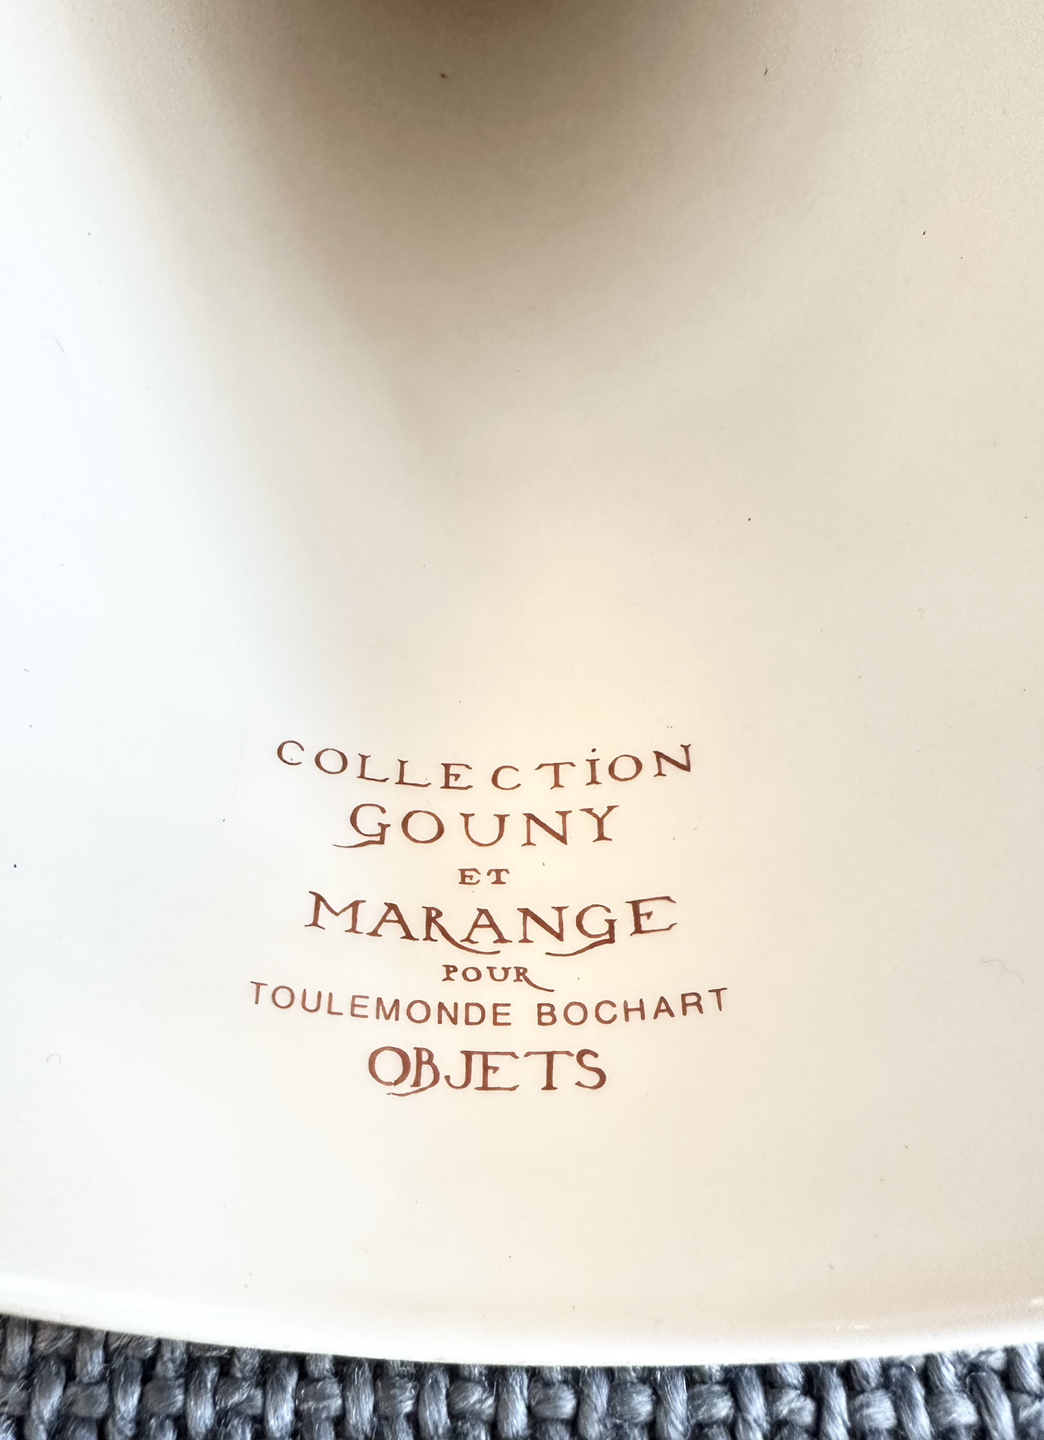 COLLECTION
GOUNY
ET
MARANGE
POUR
TOULEMONDE BOCHART
OBJETS